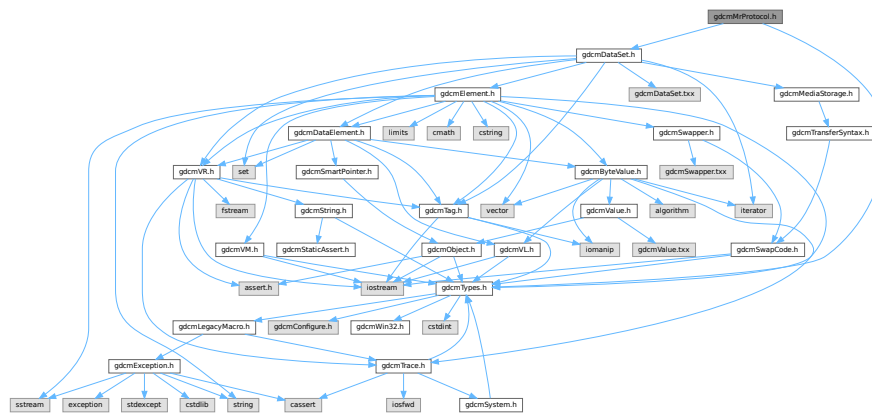 gdcmMrProtocol.h
gdcmDataSet.h
gdcmElement.h
gdcmDataSet.txx
gdcmMediaStorage.h
gdcmDataElement.h
limits
cmath
cstring
gdcmSwapper.h
gdcmTransferSyntax.h
gdcmVR.h
set
gdcmSmartPointer.h
gdcmByteValue.h
gdcmSwapper.txx
fstream
gdcmString.h
gdcmTag.h
vector
gdcmValue.h
algorithm
iterator
gdcmVM.h
gdcmStaticAssert.h
gdcmObject.h
gdcmVL.h
iomanip
gdcmValue.txx
gdcmSwapCode.h
assert.h
iostream
gdcmTypes.h
gdcmLegacyMacro.h
gdcmConfigure.h
gdcmWin32.h
cstdint
gdcmException.h
gdcmTrace.h
sstream
exception
stdexcept
cstdlib
string
cassert
iosfwd
gdcmSystem.h